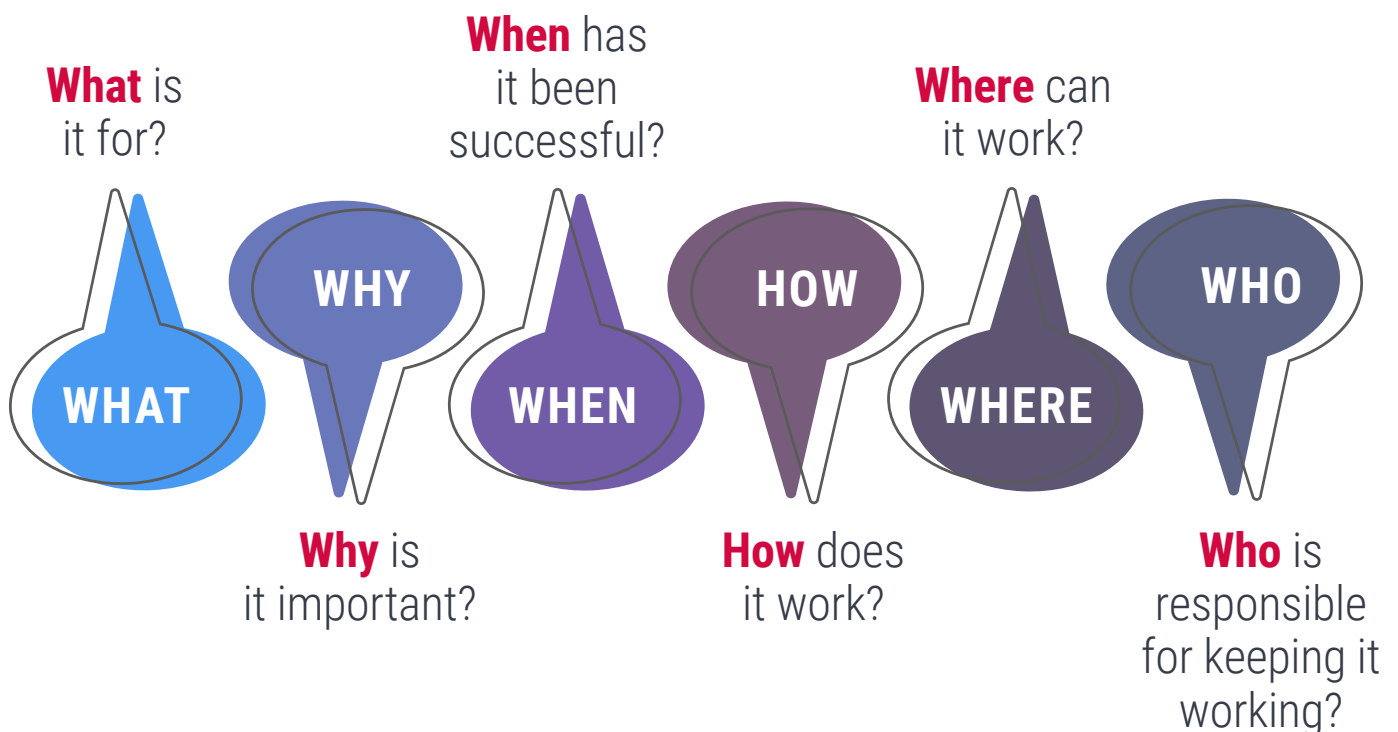 What is
it for?
WHAT
WHY
Why is
it important?
When has
it been
successful?
WHEN
HOW
How does
it work?
Where can
it work?
WHERE
WHO
Who is
responsible
for keeping it
working?